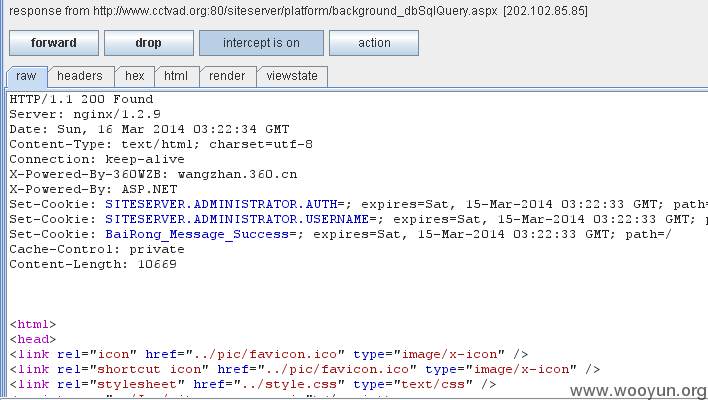 response from http://www.cctvad.org:80/siteserver/platform/background_dbSqlQuery.aspx [202.102.85.85]
forward drop intercept is on action
raw headers hex html render viewstate
HTTP/1.1 200 Found
Server: nginx/1.2.9
Date: Sun, 16 Mar 2014 03:22:34 GMT
Content-Type: text/html; charset=utf-8
Connection: keep-alive
X-Powered-By-360WZB: wangzhan.360.cn
X-Powered-By: ASP.NET
Set-Cookie: SITESERVER.ADMINISTRATOR.AUTH=; expires=Sat, 15-Mar-2014 03:22:33 GMT; path=
Set-Cookie: SITESERVER.ADMINISTRATOR.USERNAME=; expires=Sat, 15-Mar-2014 03:22:33 GMT; p
Set-Cookie: BaiRong_Message_Success=; expires=Sat, 15-Mar-2014 03:22:33 GMT; path=/
Cache-Control: private
Content-Length: 10669
<html>
<head>
<link rel="icon" href="../pic/favicon.ico" type="image/x-icon" />
<link rel="shortcut icon" href="../pic/favicon.ico" type="image/x-icon" />
<link rel="stylesheet" href="../style.css" type="text/css" />
www.wooyun.org